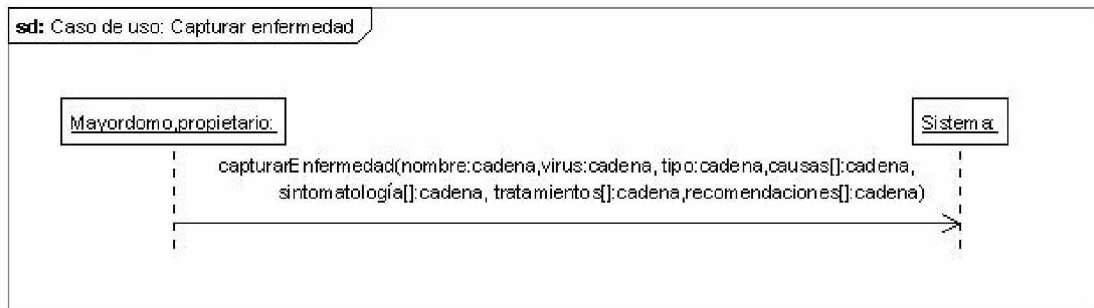 sd: Caso de uso: Capturar enfermedad
Mayordomo,propietario:
Sistema:
capturarEnfermedad(nombre:cadena,virus:cadena, tipo:cadena,causas[]:cadena,
sintomatología[]:cadena, tratamientos[]:cadena,recomendaciones[]:cadena)